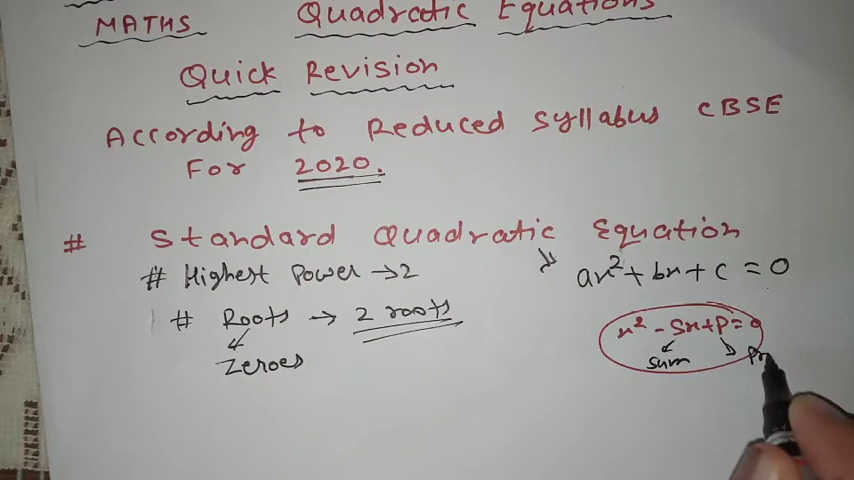 MATHS Quadratic Equations
Quick Revision
According to Reduced Syllabus CBSE
For 2020.
# Standard Quadratic Equation
# Highest Power → 2
ax² + bx + c = 0
# Roots → 2 roots
x² - Sx + P = 0
Zeroes
sum
Pr